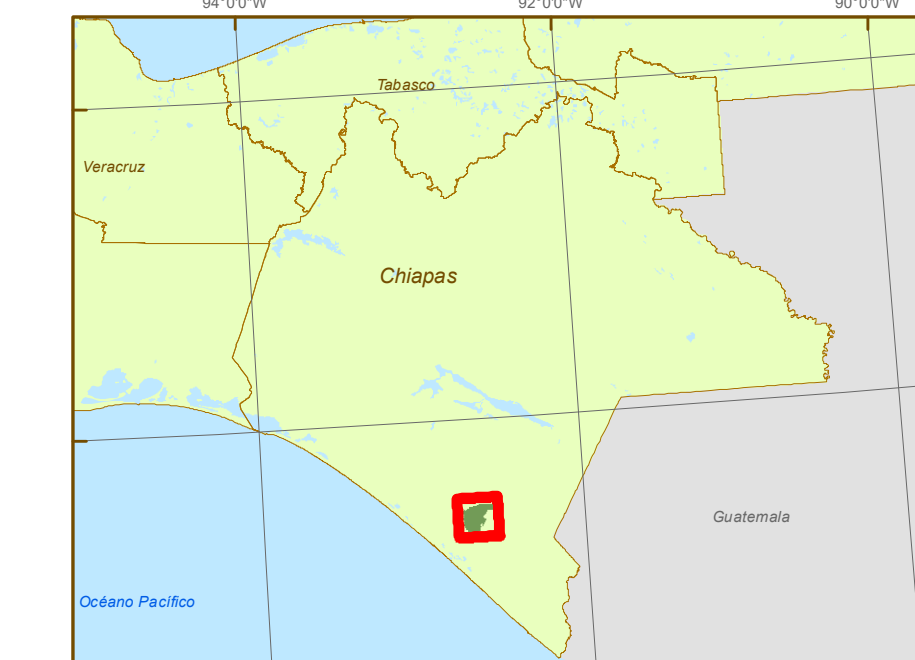 94°0'0"W
92°0'0"W
90°0'0"W
Tabasco
Veracruz
Chiapas
Guatemala
Océano Pacífico